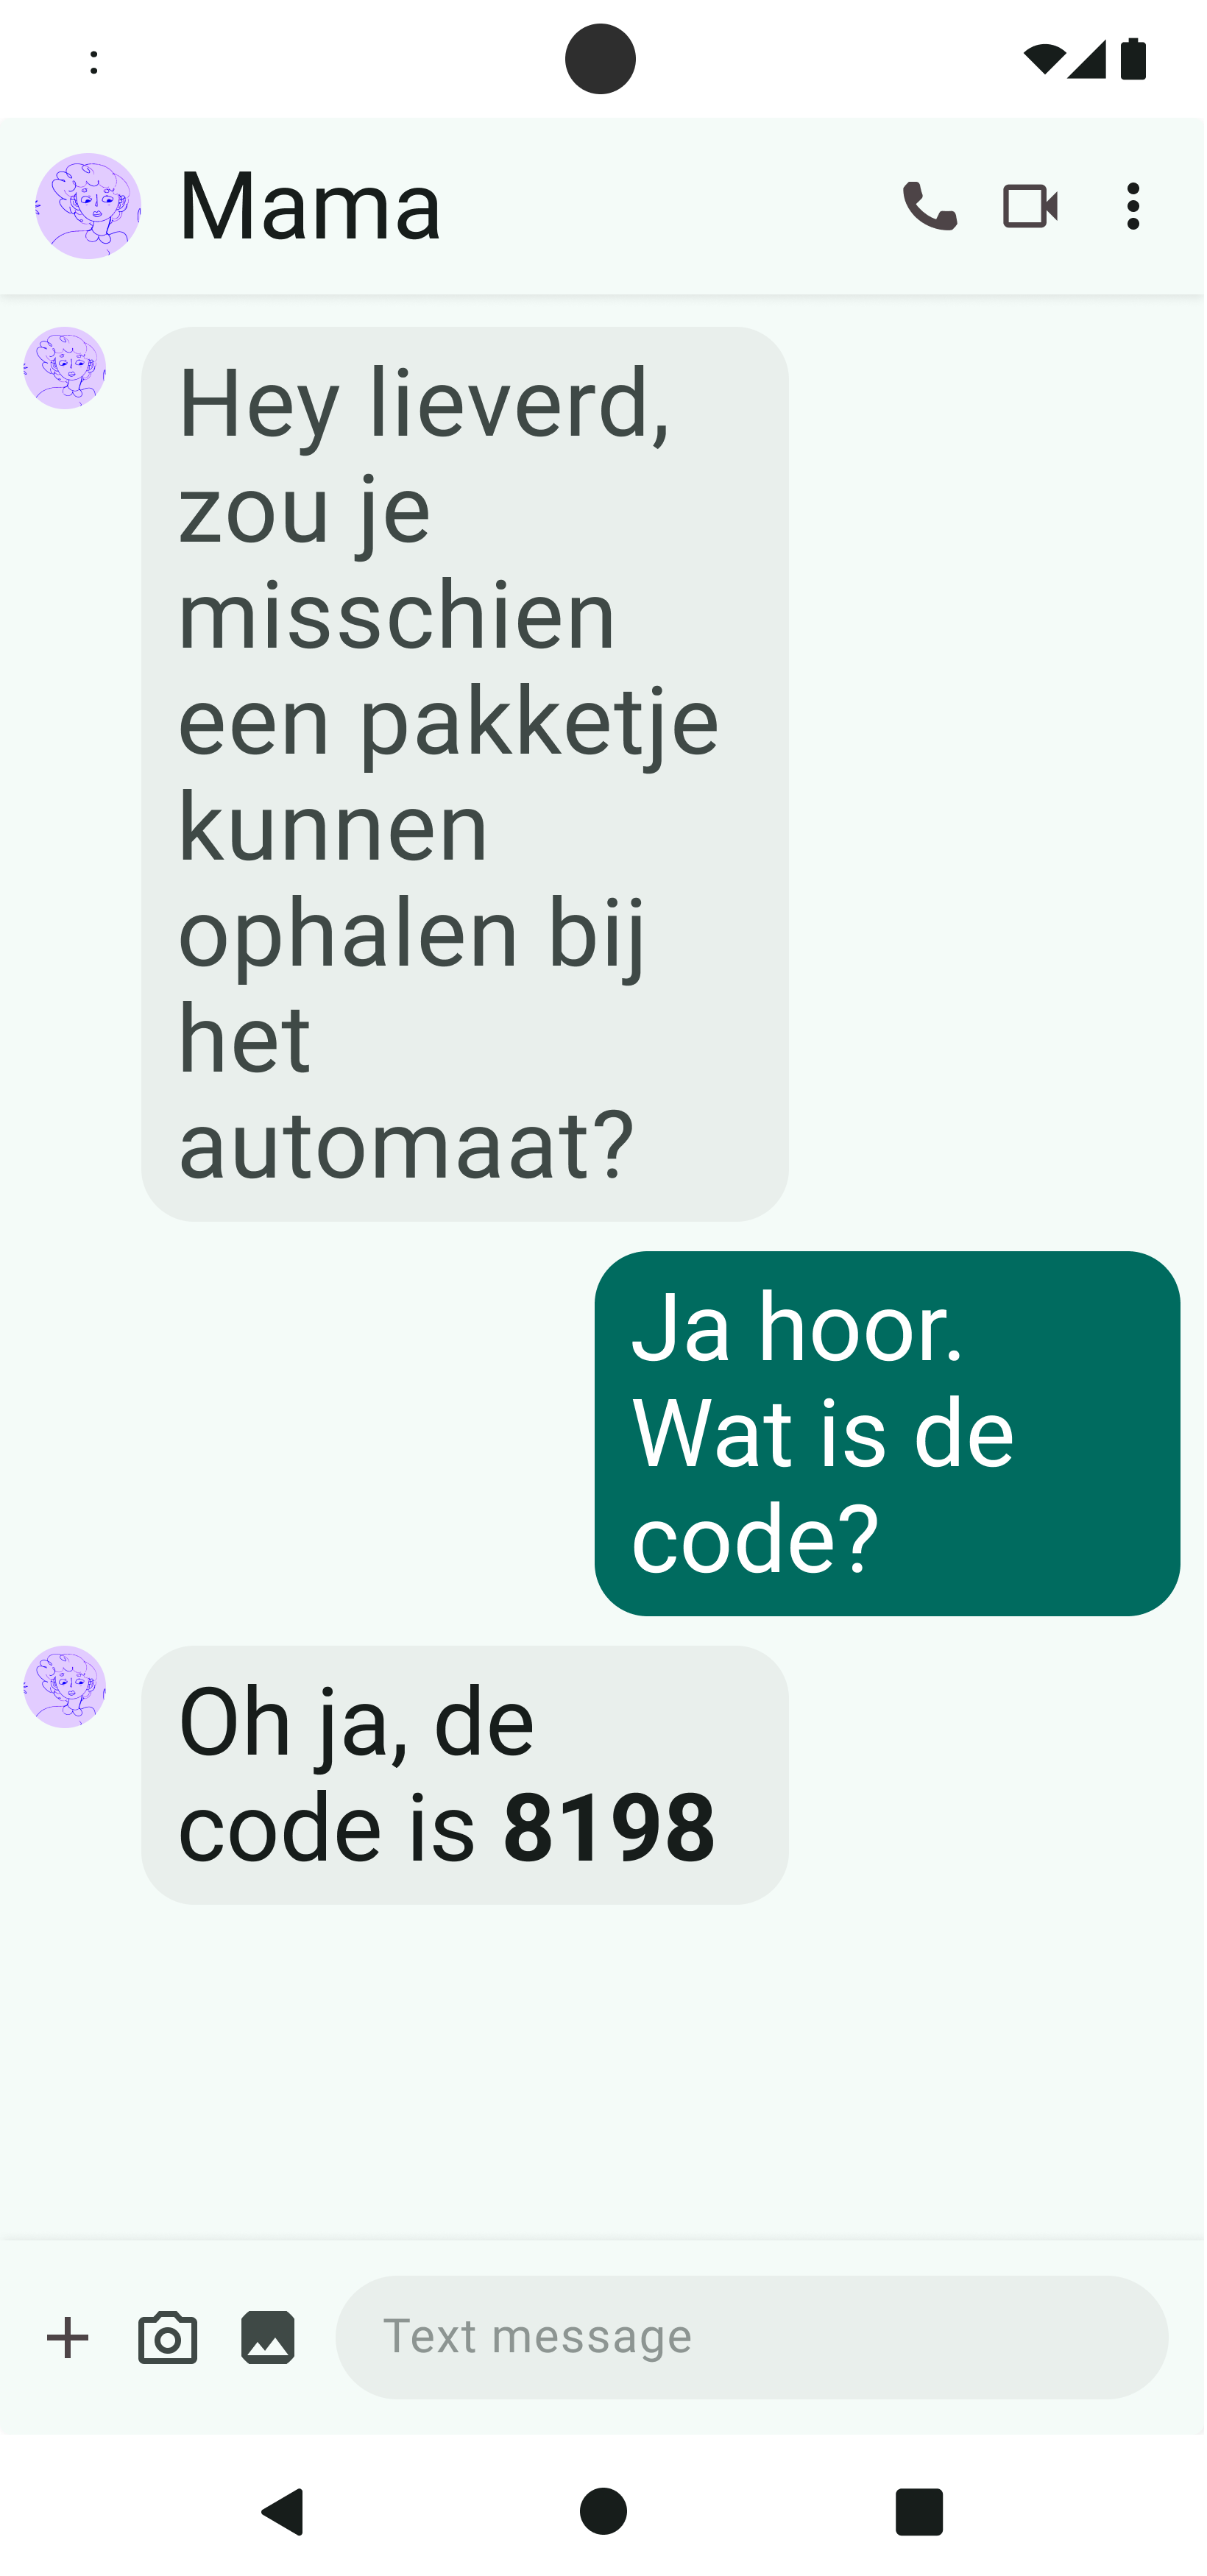 :
Mama
Hey lieverd,
zou je
misschien
een pakketje
kunnen
ophalen bij
het
automaat?
Ja hoor.
Wat is de
code?
Oh ja, de
code is 8198
Text message